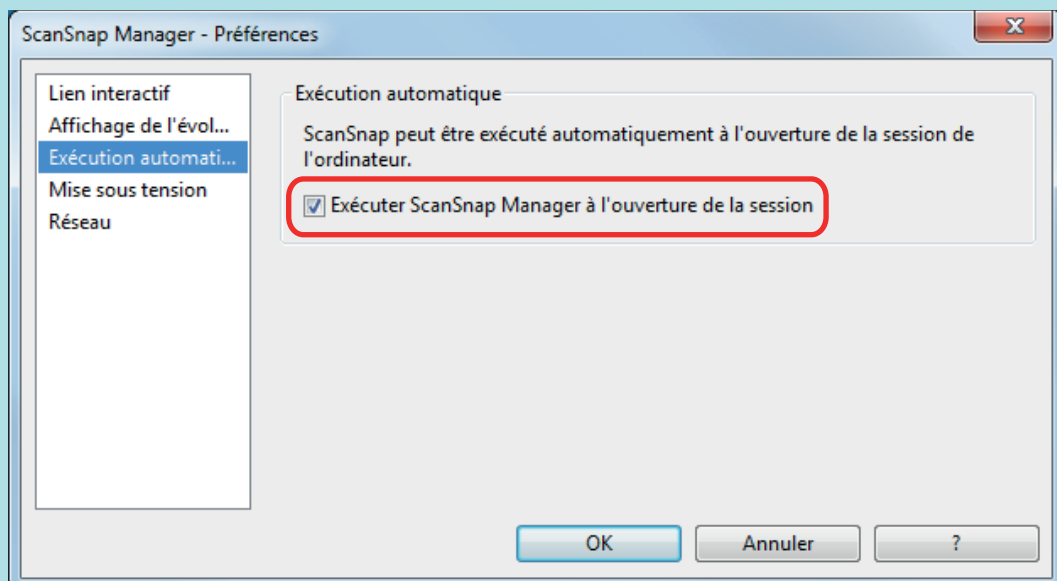 ScanSnap Manager - Préférences
Lien interactif
Affichage de l'évol...
Exécution automati...
Mise sous tension
Réseau
Exécution automatique
ScanSnap peut être exécuté automatiquement à l'ouverture de la session de
l'ordinateur.
Exécuter ScanSnap Manager à l'ouverture de la session
OK
Annuler
?